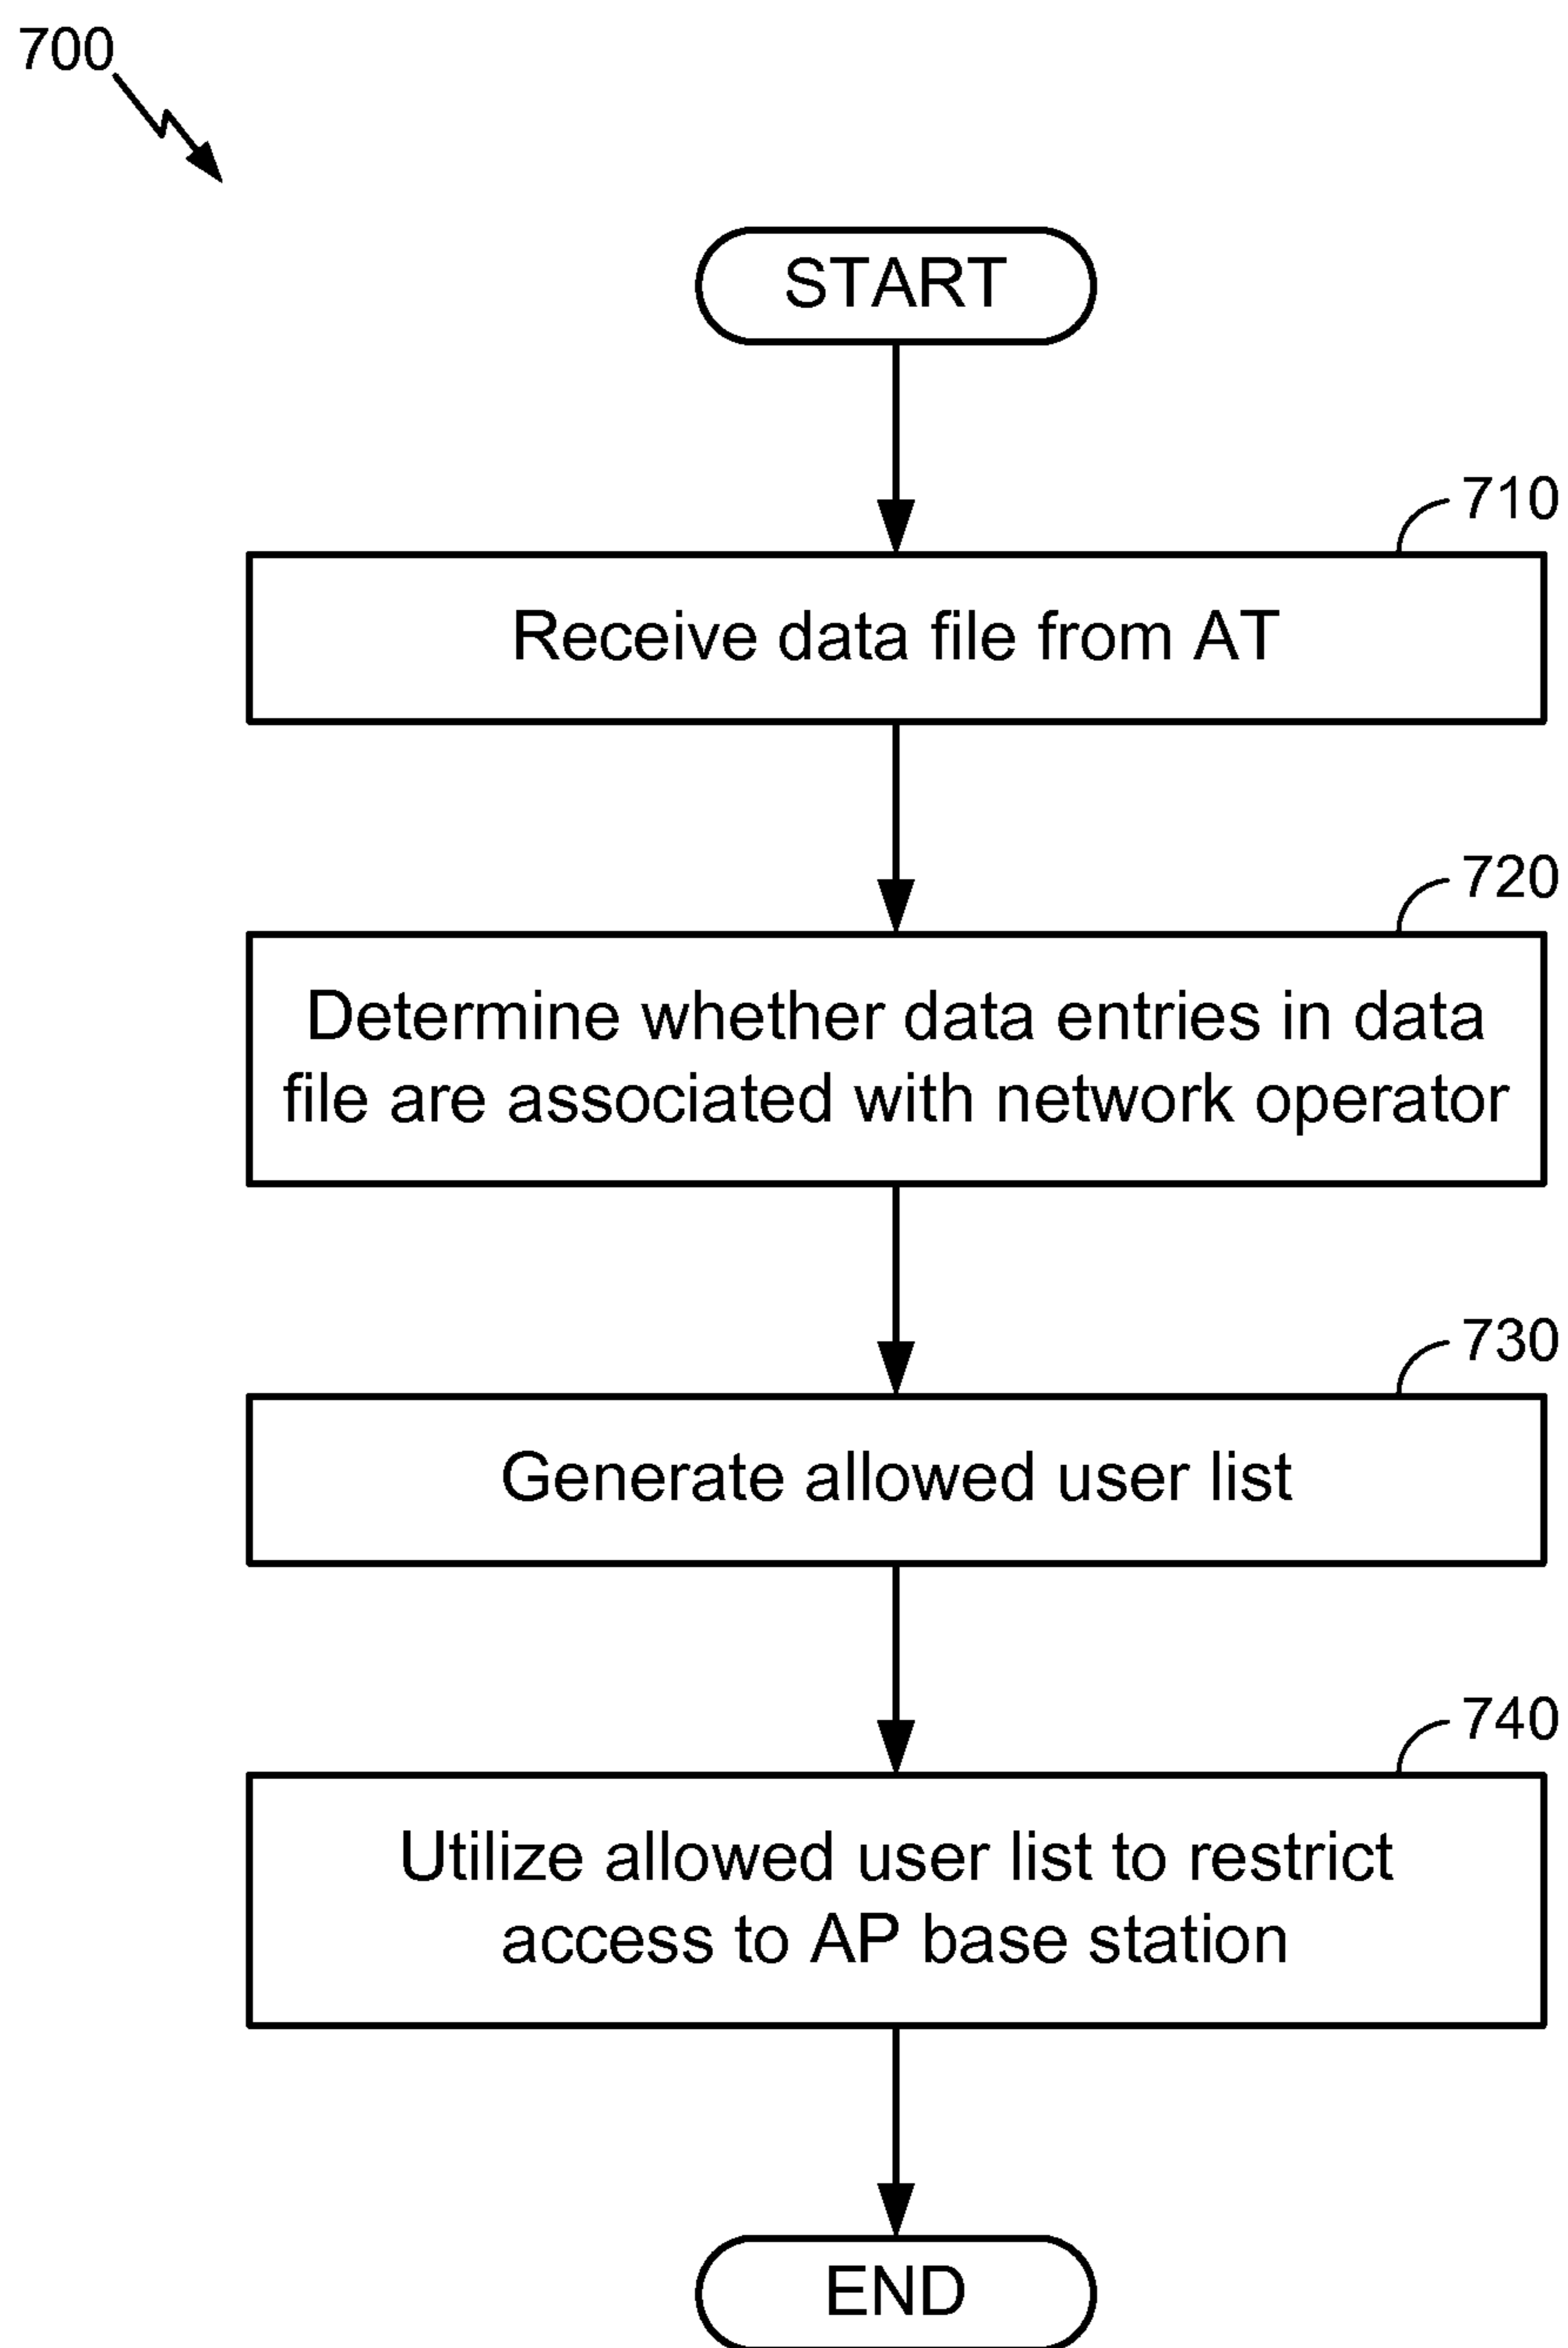 700
START
710
Receive data file from AT
720
Determine whether data entries in data
file are associated with network operator
730
Generate allowed user list
740
Utilize allowed user list to restrict
access to AP base station
END